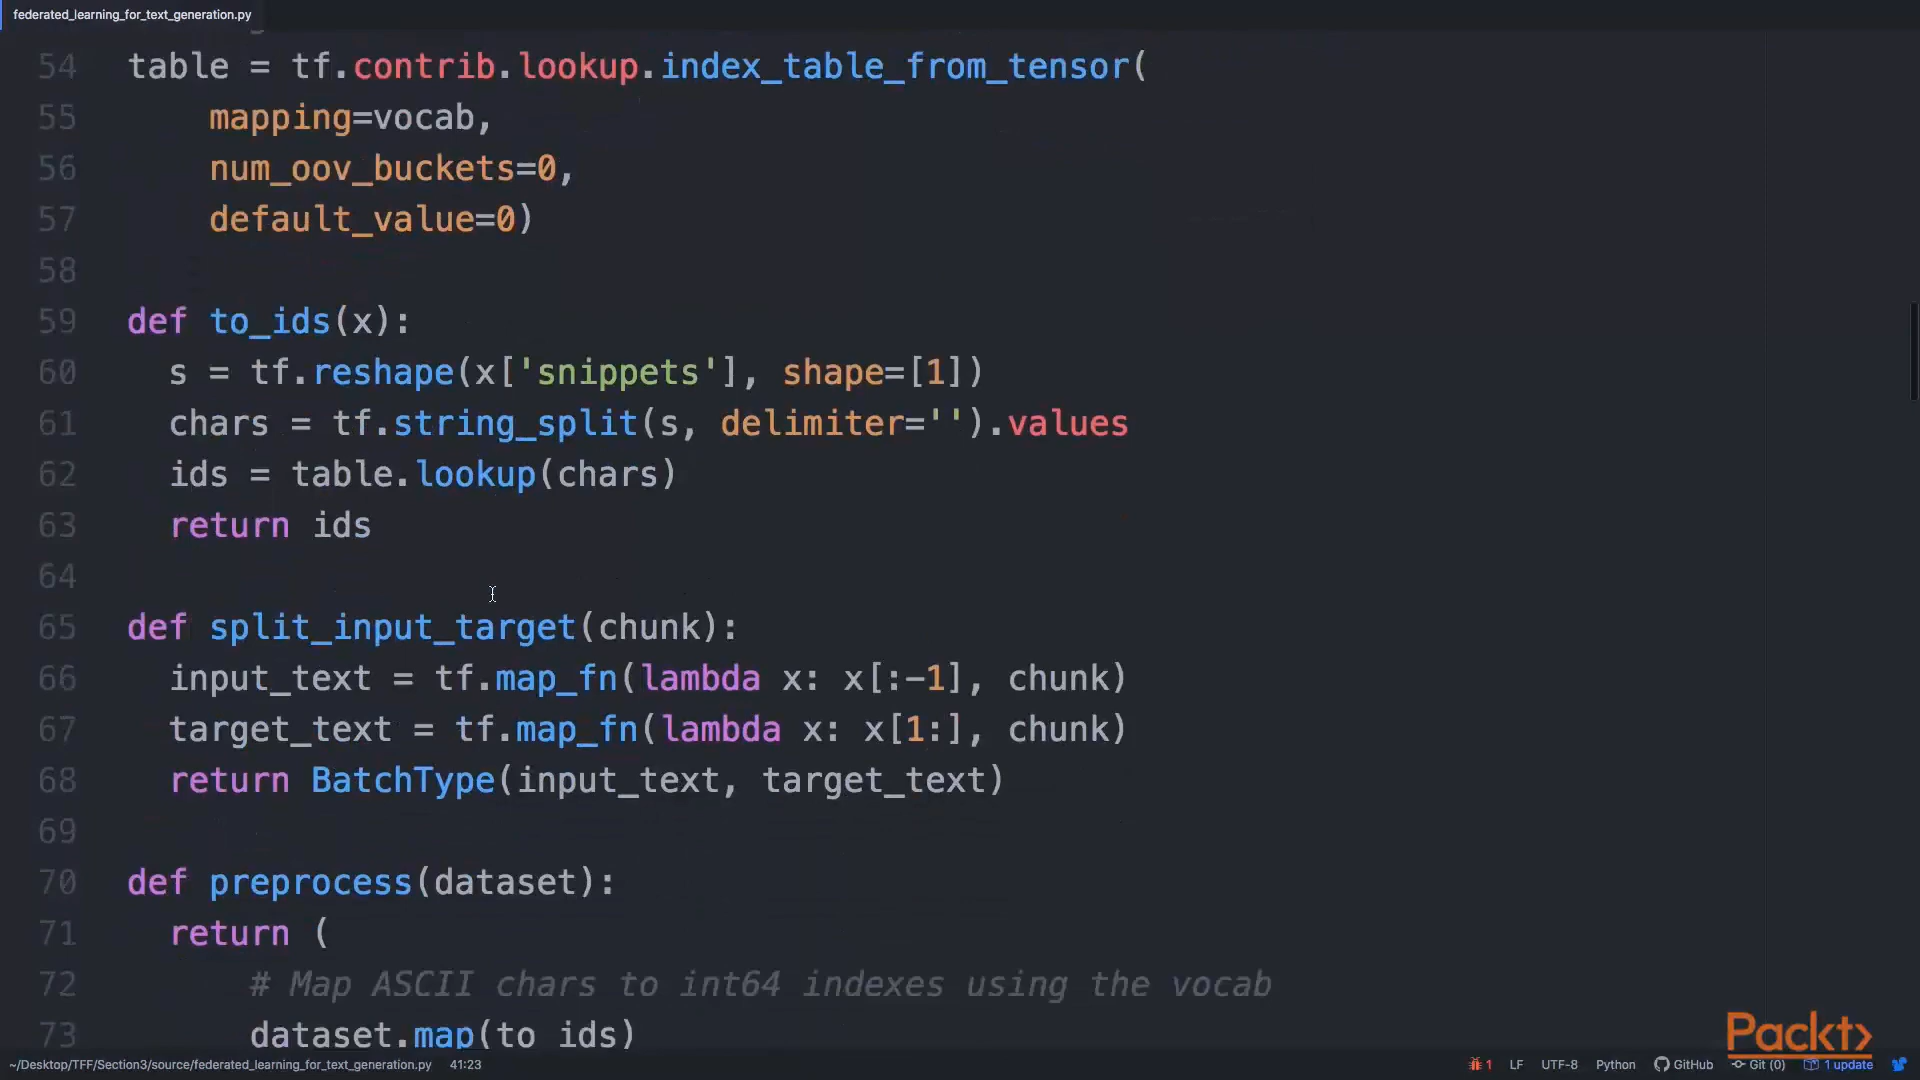 federated_learning_for_text_generation.py
54 table = tf.contrib.lookup.index_table_from_tensor(
55     mapping=vocab,
56     num_oov_buckets=0,
57     default_value=0)
58
59 def to_ids(x):
60   s = tf.reshape(x['snippets'], shape=[1])
61   chars = tf.string_split(s, delimiter='').values
62   ids = table.lookup(chars)
63   return ids
64
65 def split_input_target(chunk):
66   input_text = tf.map_fn(lambda x: x[:-1], chunk)
67   target_text = tf.map_fn(lambda x: x[1:], chunk)
68   return BatchType(input_text, target_text)
69
70 def preprocess(dataset):
71   return (
72       # Map ASCII chars to int64 indexes using the vocab
73       dataset.map(to_ids)
Packt>
~/Desktop/TFF/Section3/source/federated_learning_for_text_generation.py 41:23 1 LF UTF-8 Python GitHub Git (0) 1 update